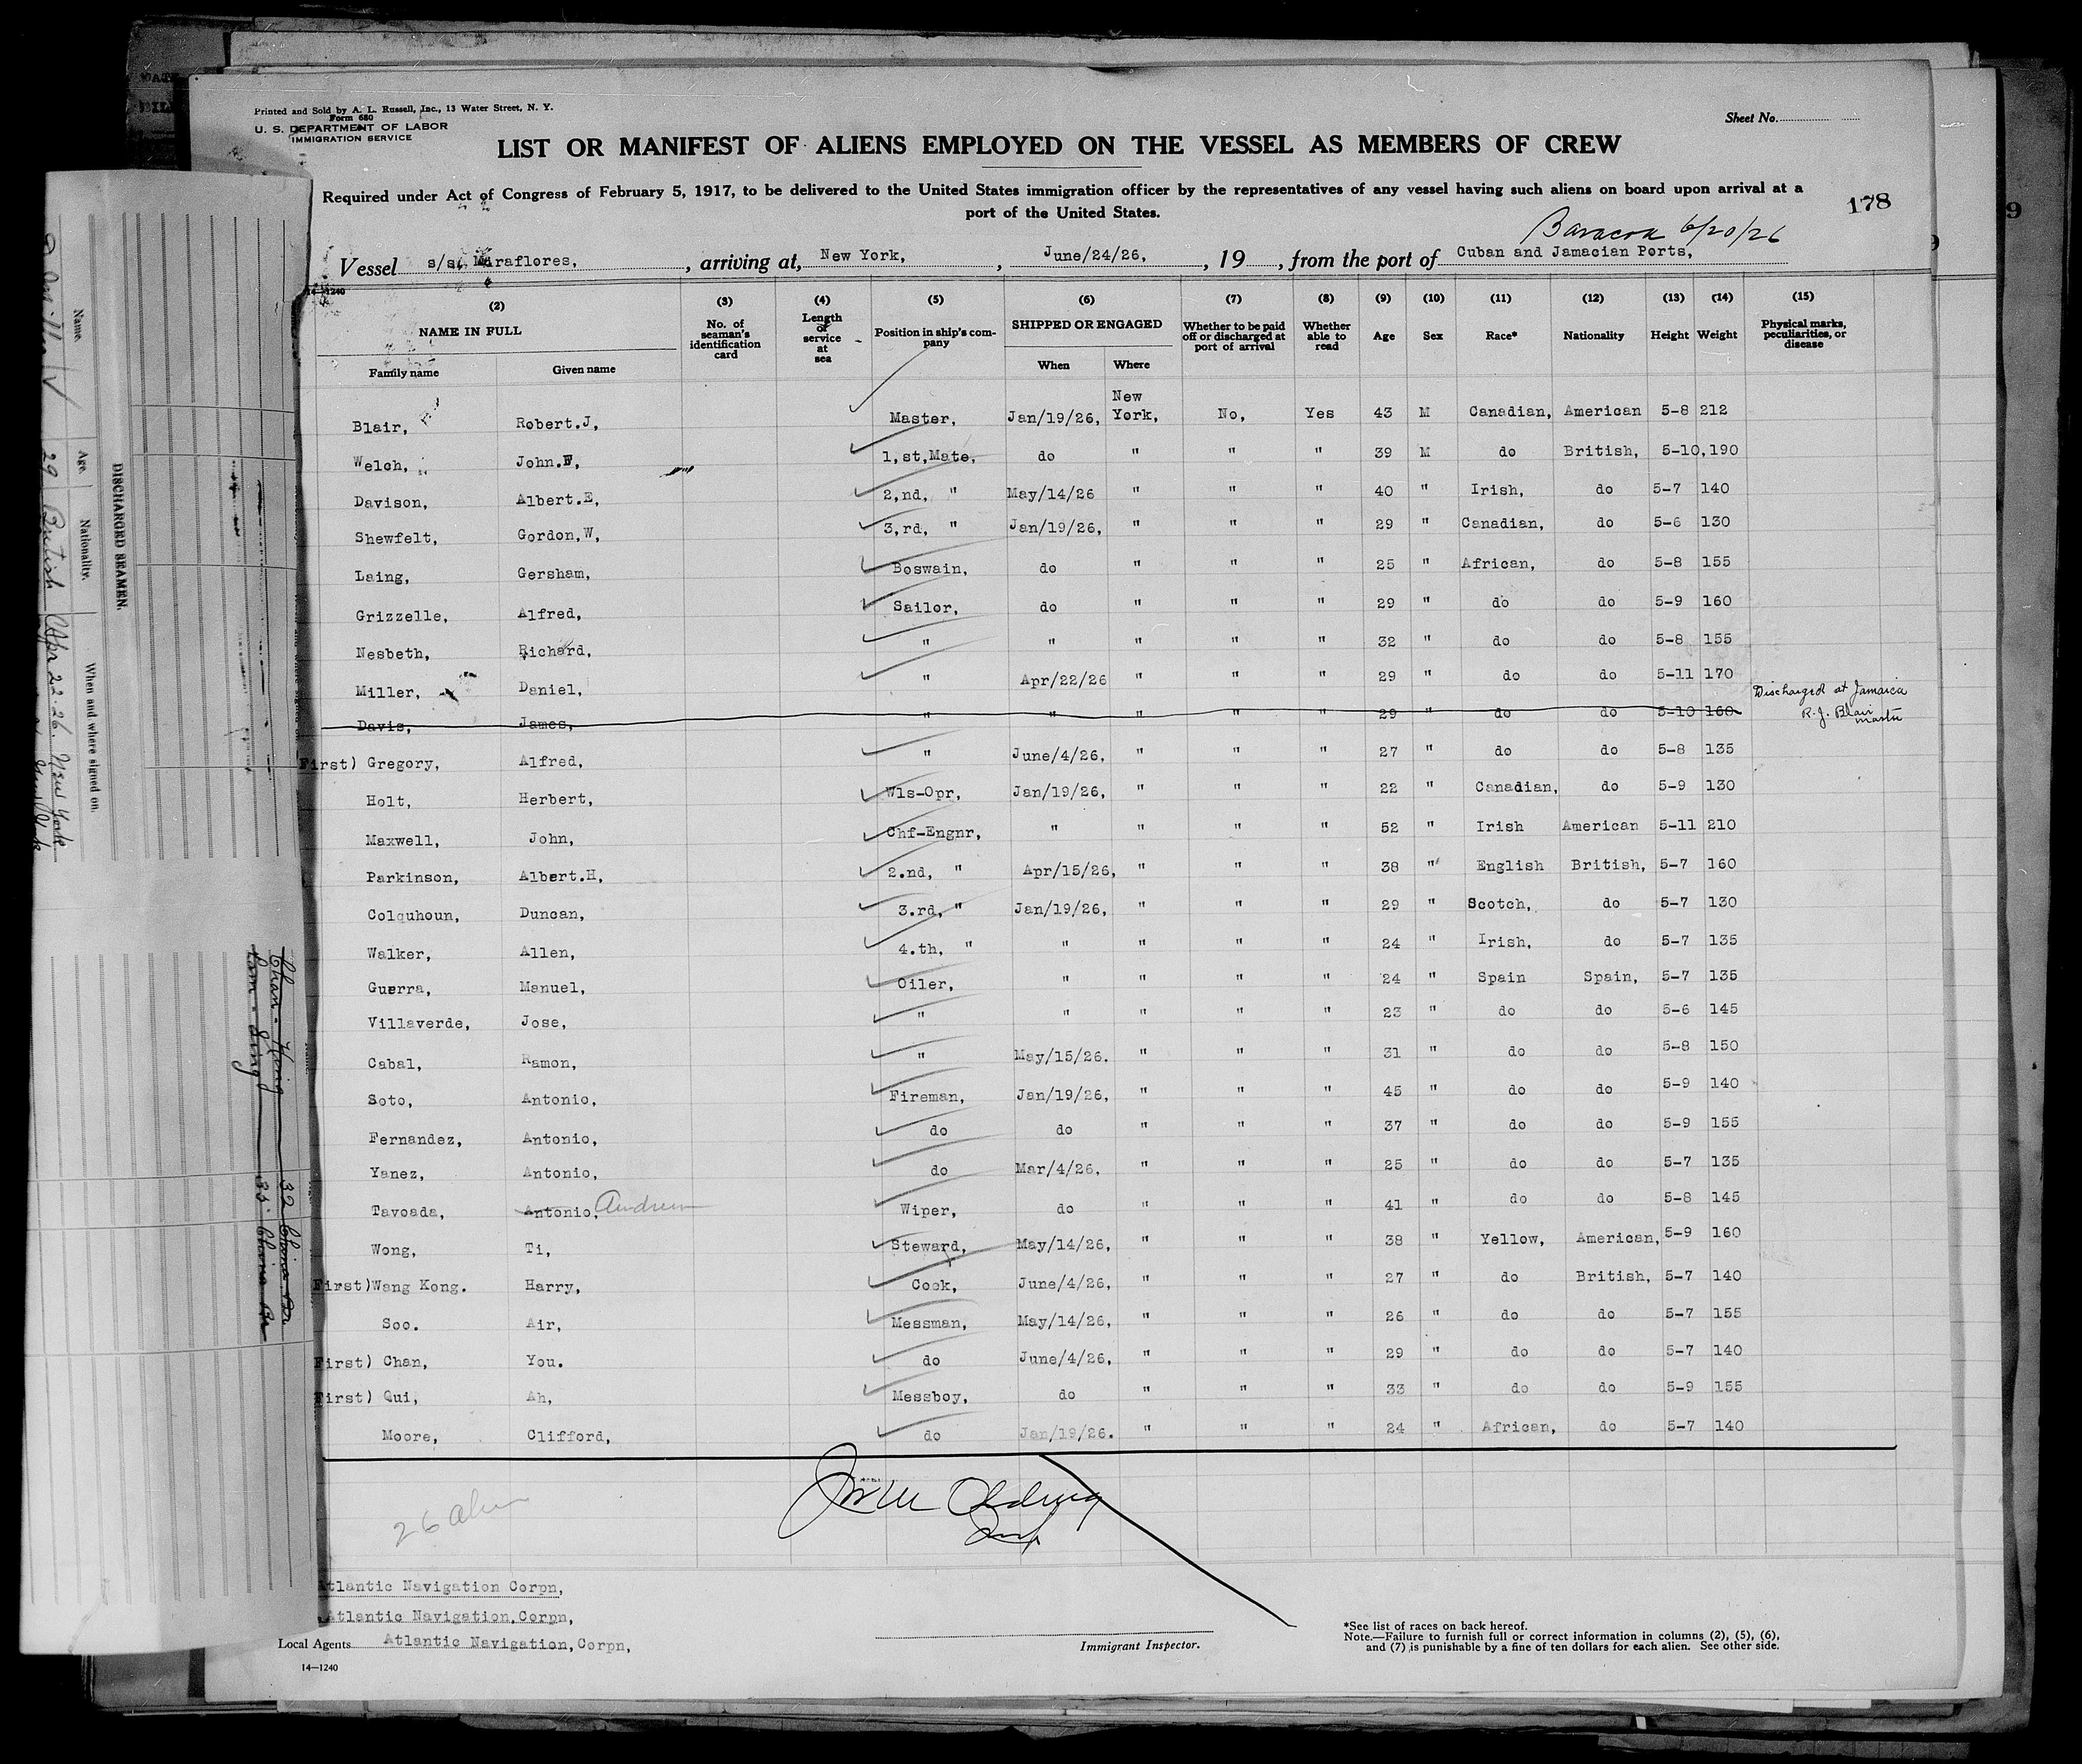 Printed and Sold by A. L. Russell, Inc., 13 Water Street, N. Y.
Form 680
U. S. DEPARTMENT OF LABOR
IMMIGRATION SERVICE
Sheet No.
LIST OR MANIFEST OF ALIENS EMPLOYED ON THE VESSEL AS MEMBERS OF CREW
Required under Act of Congress of February 5, 1917, to be delivered to the United States immigration officer by the representatives of any vessel having such aliens on board upon arrival at a
port of the United States.
178
Baracoa 6/20/26
Vessel s/s, Miraflores, , arriving at, New York, , June/24/26, , 19 , from the port of Cuban and Jamacian Ports,
14-1240
(2) (3) (4) (5) (6) (7) (8) (9) (10) (11) (12) (13) (14) (15)
NAME IN FULL No. of seaman's identification card Length of service at sea Position in ship's company SHIPPED OR ENGAGED Whether to be paid off or discharged at port of arrival Whether able to read Age Sex Race* Nationality Height Weight Physical marks, peculiarities, or disease
Family name Given name When Where
Blair, Robert.J, Master, Jan/19/26, New York, No, Yes 43 M Canadian, American 5-8 212
Welch, John.F, 1,st,Mate, do " " " 39 M do British, 5-10, 190
Davison, Albert.E, 2,nd, " May/14/26 " " " 40 " Irish, do 5-7 140
Shewfelt, Gordon,W, 3,rd, " Jan/19/26, " " " 29 " Canadian, do 5-6 130
Laing, Gersham, Boswain, do " " " 25 " African, do 5-8 155
Grizzelle, Alfred, Sailor, do " " " 29 " do do 5-9 160
Nesbeth, Richard, " " " " " 32 " do do 5-8 155
Miller, Daniel, " Apr/22/26 " " " 29 " do do 5-11 170
Davis, James, " " " " " 29 " do do 5-10 160 Discharged at Jamaica
R.J. Blair master
First) Gregory, Alfred, " June/4/26, " " " 27 " do do 5-8 135
Holt, Herbert, Wls-Opr, Jan/19/26, " " " 22 " Canadian, do 5-9 130
Maxwell, John, Chf-Engnr, " " " " 52 " Irish American 5-11 210
Parkinson, Albert.H, 2.nd, " Apr/15/26, " " " 38 " English British, 5-7 160
Colquhoun, Duncan, 3.rd, " Jan/19/26, " " " 29 " Scotch, do 5-7 130
Walker, Allen, 4.th, " " " " " 24 " Irish, do 5-7 135
Guerra, Manuel, Oiler, " " " " 24 " Spain Spain, 5-7 135
Villaverde, Jose, " " " " " 23 " do do 5-6 145
Cabal, Ramon, " May/15/26. " " " 31 " do do 5-8 150
Soto, Antonio, Fireman, Jan/19/26, " " " 45 " do do 5-9 140
Fernandez, Antonio, do do " " " 37 " do do 5-9 155
Yanez, Antonio, do Mar/4/26, " " " 25 " do do 5-7 135
Tavoada, Antonio, Andrew Wiper, do " " " 41 " do do 5-8 145
Wong, Ti, Steward, May/14/26, " " " 38 " Yellow, American, 5-9 160
First) Wang Kong. Harry, Cook, June/4/26, " " " 27 " do British, 5-7 140
Soo. Air, Messman, May/14/26, " " " 26 " do do 5-7 155
First) Chan, You. do June/4/26, " " " 29 " do do 5-7 140
First) Qui, Ah, Messboy, do " " " 33 " do do 5-9 155
Moore, Clifford, do Jan/19/26. " " " 24 " African, do 5-7 140
26
Atlantic Navigation Corpn,
Atlantic Navigation, Corpn,
Local Agents Atlantic Navigation, Corpn,
Immigrant Inspector.
*See list of races on back hereof.
Note.—Failure to furnish full or correct information in columns (2), (5), (6),
and (7) is punishable by a fine of ten dollars for each alien. See other side.
14-1240
DISCHARGED SEAMEN.
Name. Age. Nationality. When and where signed on.
29 British Apr 22-26. New York
32 China
35 China